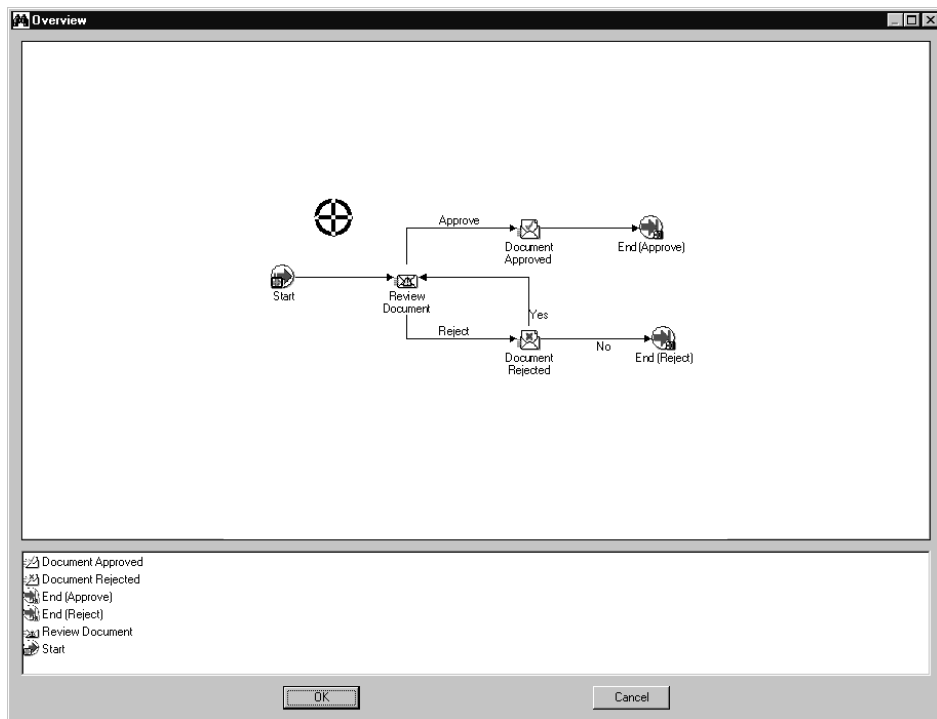 Overview
Approve
Document
Approved
End (Approve)
Start
Review
Document
Yes
Reject
Document
Rejected
No
End (Reject)
Document Approved
Document Rejected
End (Approve)
End (Reject)
Review Document
Start
OK
Cancel